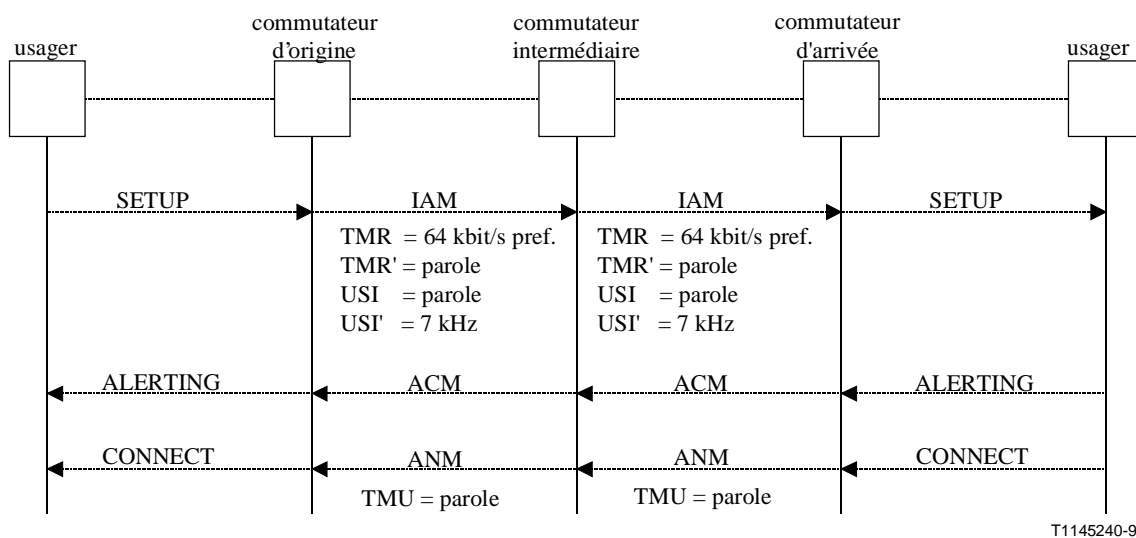 usager
commutateur
d'origine
commutateur
intermédiaire
commutateur
d'arrivée
usager
SETUP
IAM
IAM
SETUP
TMR = 64 kbit/s pref.
TMR' = parole
USI = parole
USI' = 7 kHz
TMR = 64 kbit/s pref.
TMR' = parole
USI = parole
USI' = 7 kHz
ALERTING
ACM
ACM
ALERTING
CONNECT
ANM
ANM
CONNECT
TMU = parole
TMU = parole
T1145240-9